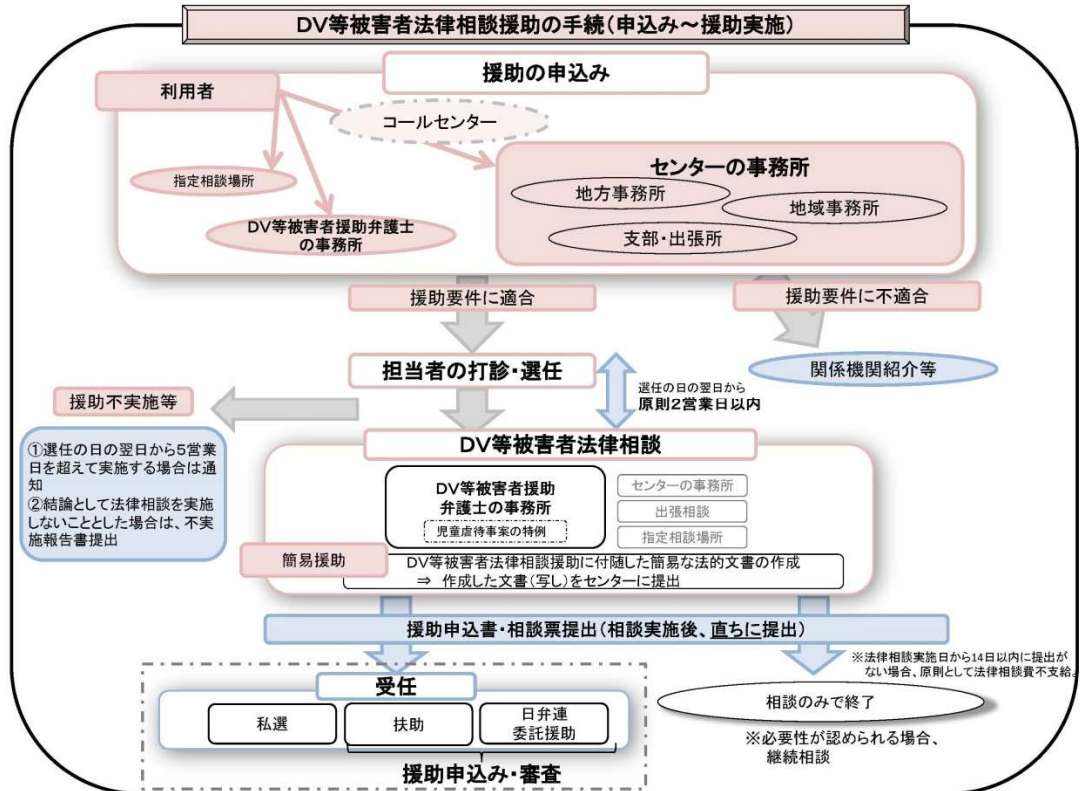 DV等被害者法律相談援助の手続(申込み～援助実施)
援助の申込み
利用者
コールセンター
指定相談場所
DV等被害者援助弁護士
の事務所
センターの事務所
地方事務所
地域事務所
支部・出張所
援助要件に適合
援助要件に不適合
担当者の打診・選任
選任の日の翌日から
原則2営業日以内
関係機関紹介等
援助不実施等
①選任の日の翌日から5営業
日を超えて実施する場合は通
知
②結論として法律相談を実施
しないこととした場合は、不実
施報告書提出
DV等被害者法律相談
DV等被害者援助
弁護士の事務所
児童虐待事案の特例
センターの事務所
出張相談
指定相談場所
簡易援助
DV等被害者法律相談援助に付随した簡易な法的文書の作成
⇒ 作成した文書(写し)をセンターに提出
援助申込書・相談票提出(相談実施後、直ちに提出)
※法律相談実施日から14日以内に提出が
ない場合、原則として法律相談費不支給。
受任
私選
扶助
日弁連
委託援助
援助申込み・審査
相談のみで終了
※必要性が認められる場合、
継続相談